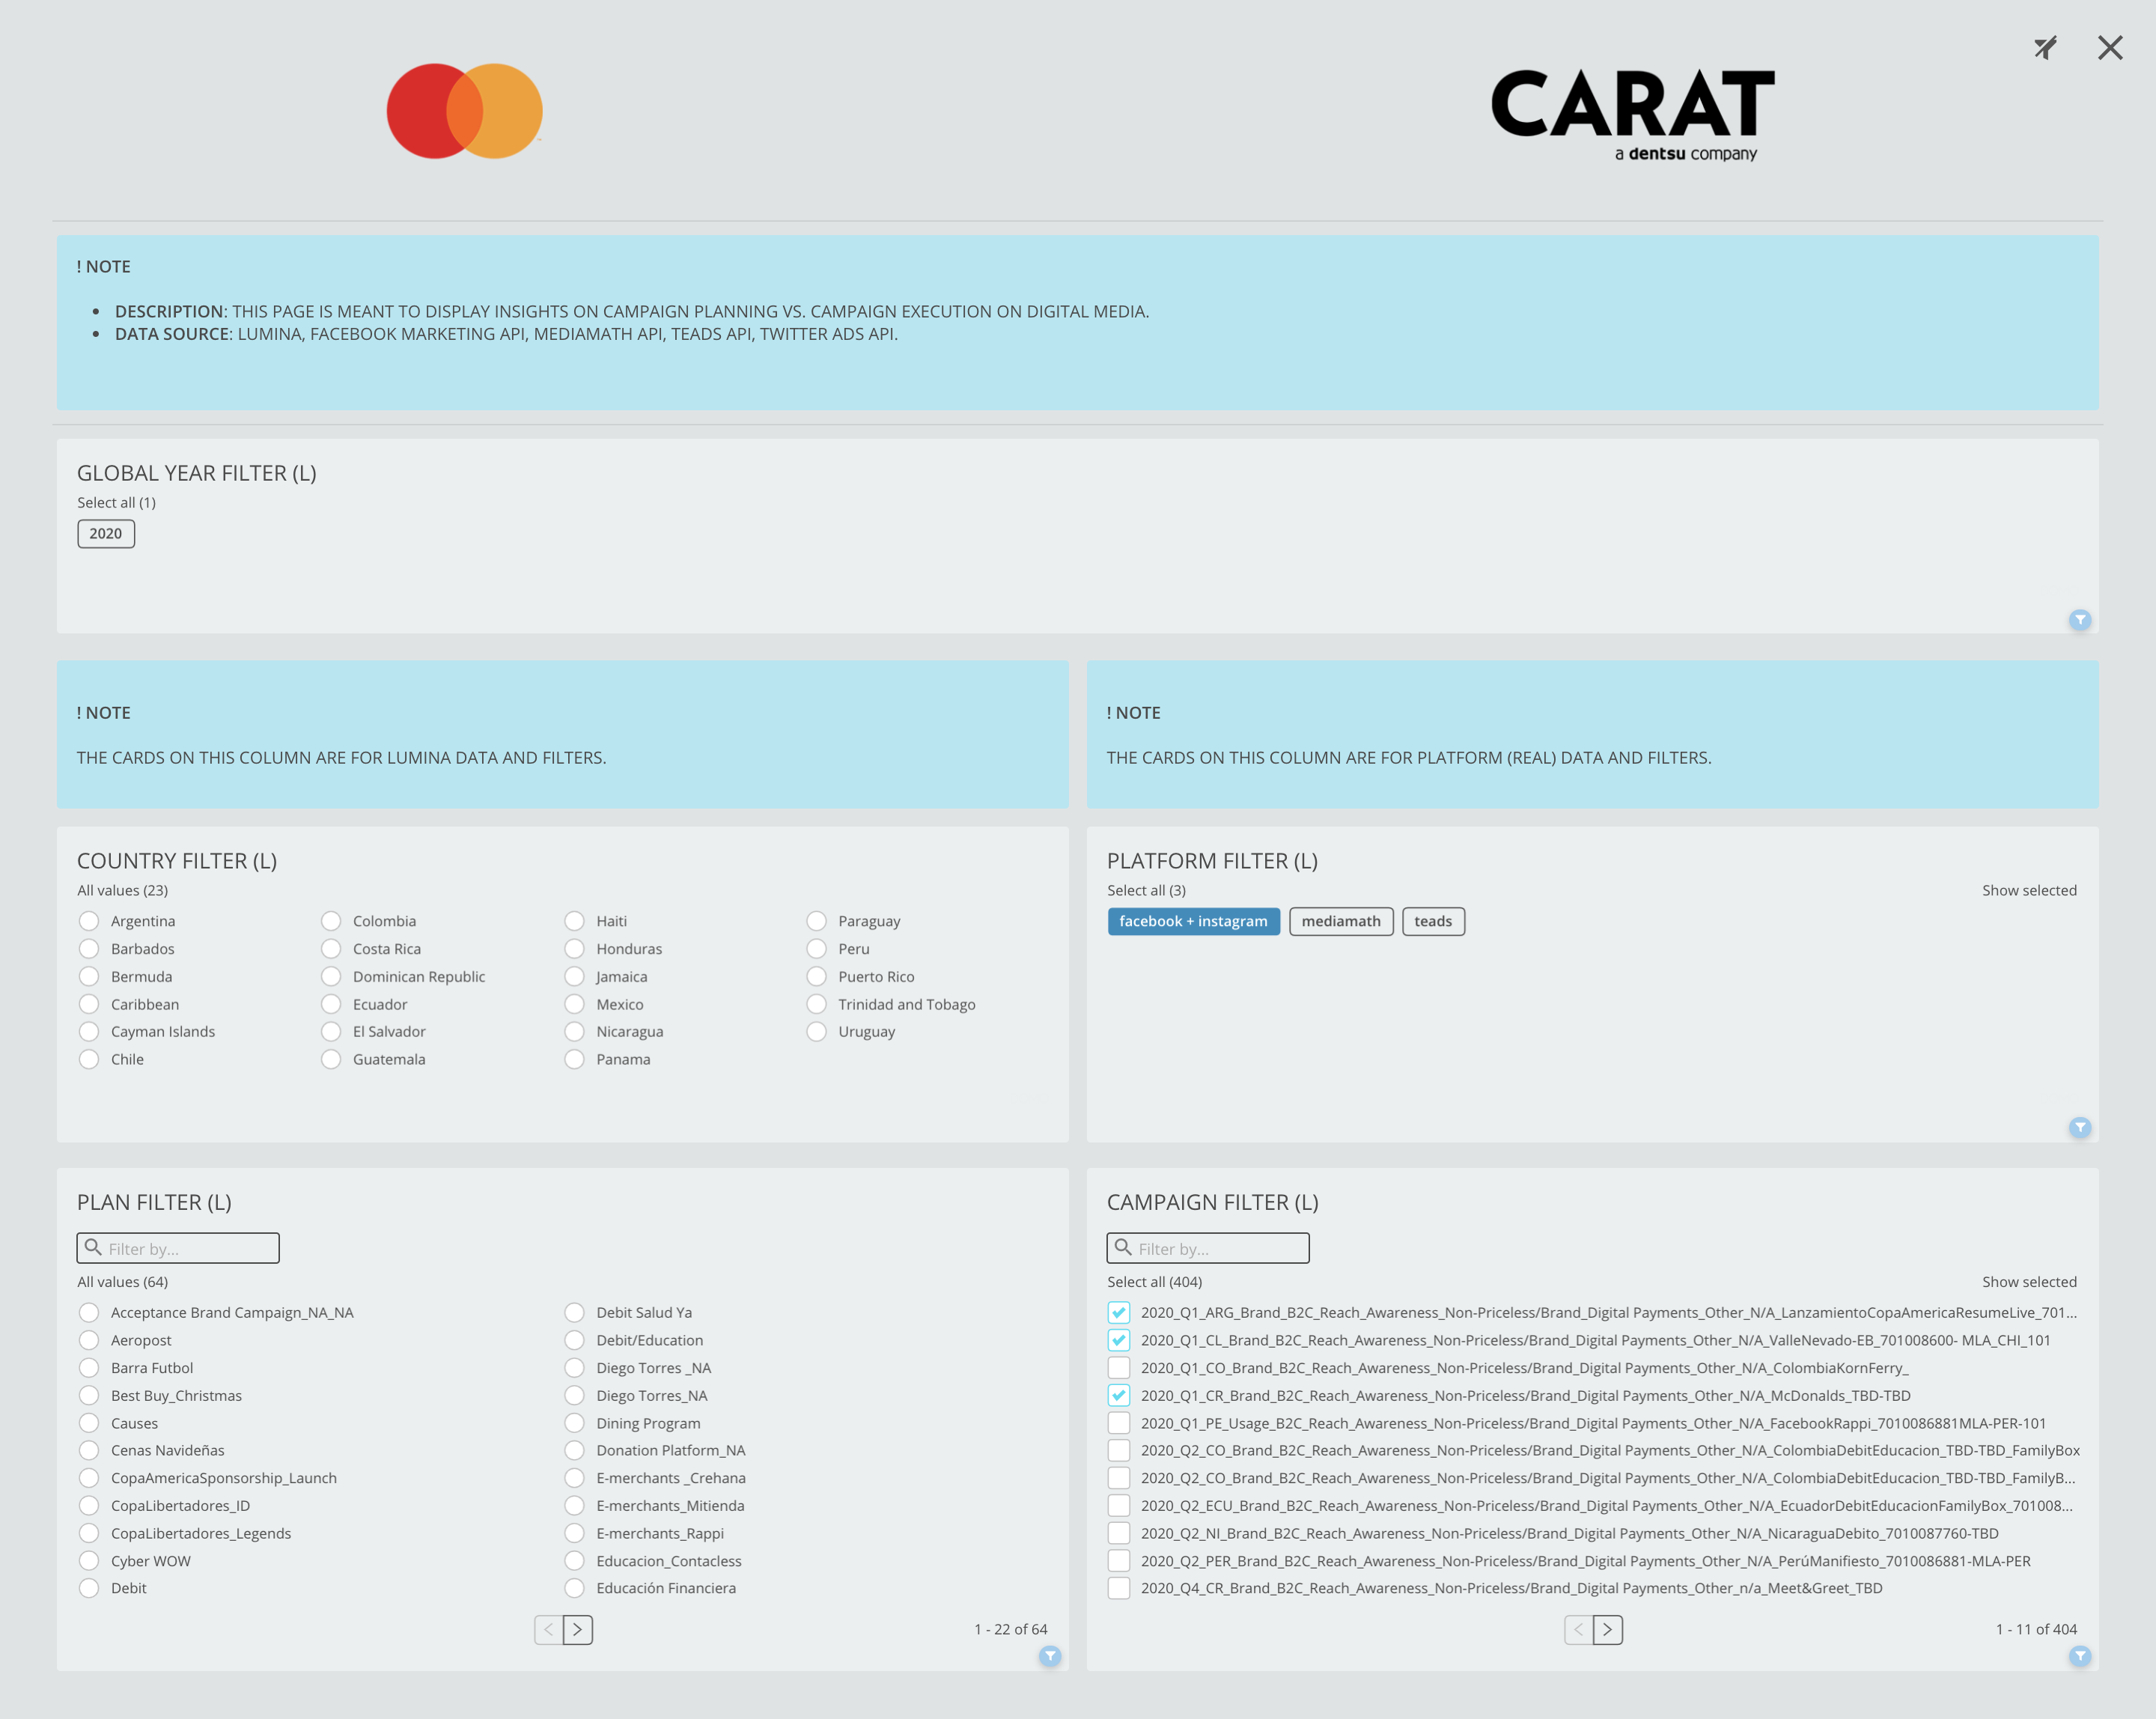 CARAT
a dentsu company
! NOTE
• DESCRIPTION: THIS PAGE IS MEANT TO DISPLAY INSIGHTS ON CAMPAIGN PLANNING VS. CAMPAIGN EXECUTION ON DIGITAL MEDIA.
• DATA SOURCE: LUMINA, FACEBOOK MARKETING API, MEDIAMATH API, TEADS API, TWITTER ADS API.
GLOBAL YEAR FILTER (L)
Select all (1)
2020
! NOTE
THE CARDS ON THIS COLUMN ARE FOR LUMINA DATA AND FILTERS.
! NOTE
THE CARDS ON THIS COLUMN ARE FOR PLATFORM (REAL) DATA AND FILTERS.
COUNTRY FILTER (L)
All values (23)
Argentina
Barbados
Bermuda
Caribbean
Cayman Islands
Chile
Colombia
Costa Rica
Dominican Republic
Ecuador
El Salvador
Guatemala
Haiti
Honduras
Jamaica
Mexico
Nicaragua
Panama
Paraguay
Peru
Puerto Rico
Trinidad and Tobago
Uruguay
PLATFORM FILTER (L)
Select all (3)
Show selected
facebook + instagram
mediamath
teads
PLAN FILTER (L)
Filter by...
All values (64)
Acceptance Brand Campaign_NA_NA
Aeropost
Barra Futbol
Best Buy_Christmas
Causes
Cenas Navideñas
CopaAmericaSponsorship_Launch
CopaLibertadores_ID
CopaLibertadores_Legends
Cyber WOW
Debit
Debit Salud Ya
Debit/Education
Diego Torres _NA
Diego Torres_NA
Dining Program
Donation Platform_NA
E-merchants _Crehana
E-merchants_Mitienda
E-merchants_Rappi
Educacion_Contacless
Educación Financiera
1 - 22 of 64
CAMPAIGN FILTER (L)
Filter by...
Select all (404)
Show selected
2020_Q1_ARG_Brand_B2C_Reach_Awareness_Non-Priceless/Brand_Digital Payments_Other_N/A_LanzamientoCopaAmericaResumeLive_701...
2020_Q1_CL_Brand_B2C_Reach_Awareness_Non-Priceless/Brand_Digital Payments_Other_N/A_ValleNevado-EB_701008600- MLA_CHI_101
2020_Q1_CO_Brand_B2C_Reach_Awareness_Non-Priceless/Brand_Digital Payments_Other_N/A_ColombiaKornFerry_
2020_Q1_CR_Brand_B2C_Reach_Awareness_Non-Priceless/Brand_Digital Payments_Other_N/A_McDonalds_TBD-TBD
2020_Q1_PE_Usage_B2C_Reach_Awareness_Non-Priceless/Brand_Digital Payments_Other_N/A_FacebookRappi_7010086881MLA-PER-101
2020_Q2_CO_Brand_B2C_Reach_Awareness_Non-Priceless/Brand_Digital Payments_Other_N/A_ColombiaDebitEducacion_TBD-TBD_FamilyBox
2020_Q2_CO_Brand_B2C_Reach_Awareness_Non-Priceless/Brand_Digital Payments_Other_N/A_ColombiaDebitEducacion_TBD-TBD_FamilyB...
2020_Q2_ECU_Brand_B2C_Reach_Awareness_Non-Priceless/Brand_Digital Payments_Other_N/A_EcuadorDebitEducacionFamilyBox_701008...
2020_Q2_NI_Brand_B2C_Reach_Awareness_Non-Priceless/Brand_Digital Payments_Other_N/A_NicaraguaDebito_7010087760-TBD
2020_Q2_PER_Brand_B2C_Reach_Awareness_Non-Priceless/Brand_Digital Payments_Other_N/A_PerúManifiesto_7010086881-MLA-PER
2020_Q4_CR_Brand_B2C_Reach_Awareness_Non-Priceless/Brand_Digital Payments_Other_n/a_Meet&Greet_TBD
1 - 11 of 404